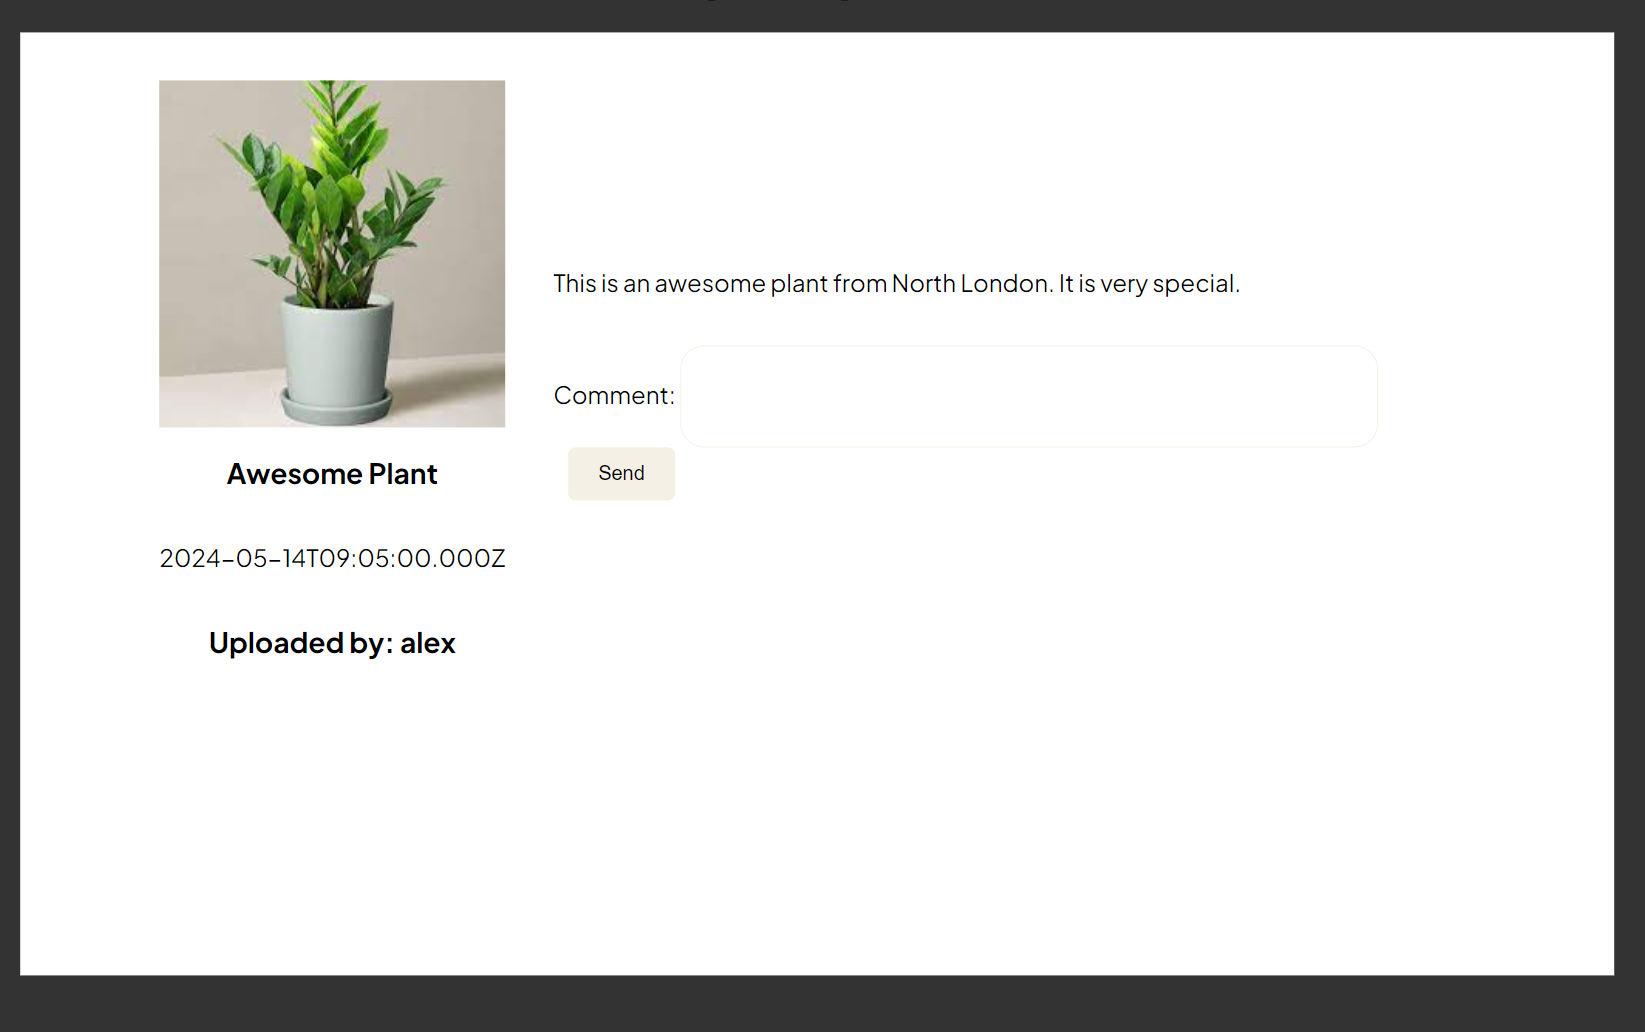 This is an awesome plant from North London. It is very special.
Comment:
Send
Awesome Plant
2024-05-14T09:05:00.000Z
Uploaded by: alex